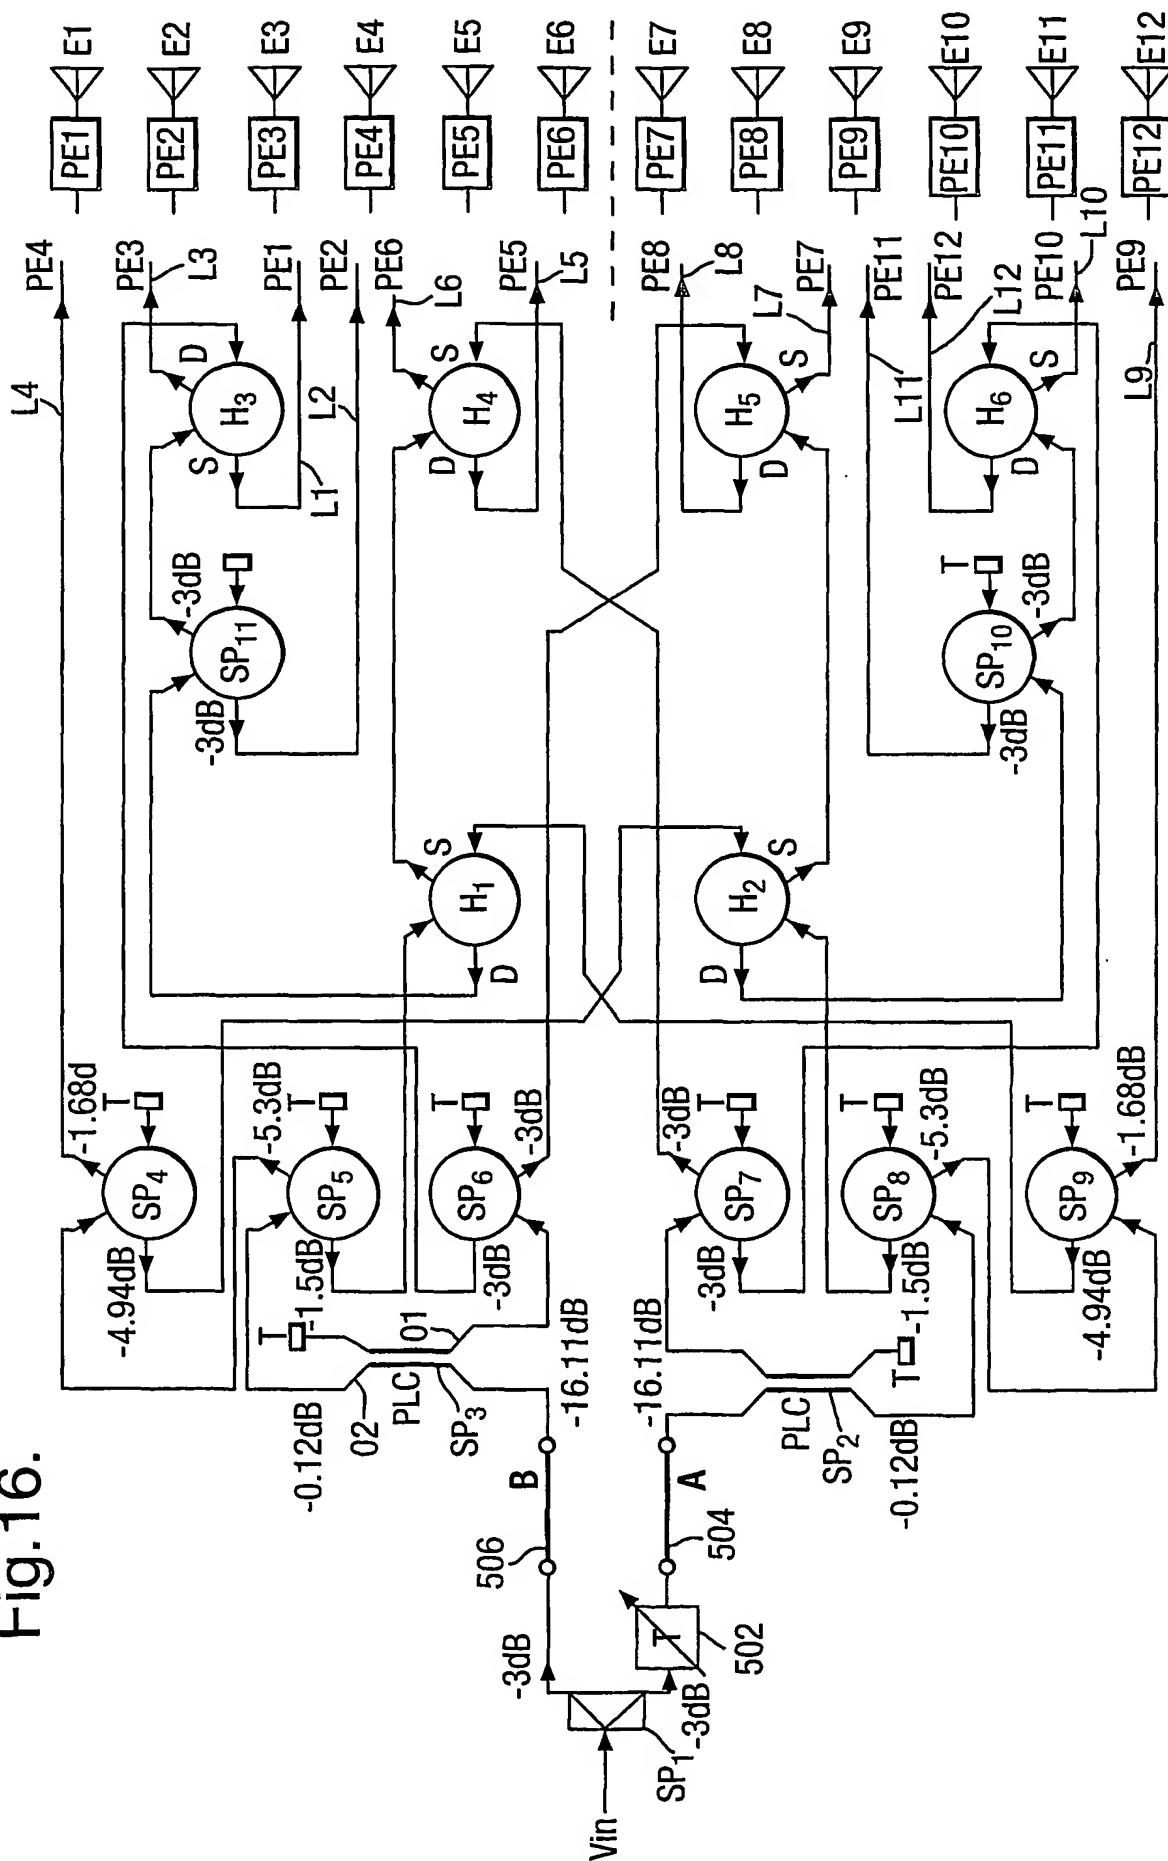 Fig.16.
E1
E2
E3
E4
E5
E6
E7
E8
E9
E10
E11
E12
PE1
PE2
PE3
PE4
PE5
PE6
PE7
PE8
PE9
PE10
PE11
PE12
PE4
PE3
PE1
PE2
PE6
PE5
PE8
PE7
PE11
PE12
PE10
PE9
L4
L3
L1
L2
L6
L5
L8
L7
L11
L12
L10
L9
D
H3
S
S
H4
D
H5
S
D
H6
S
D
-3dB
SP11
-3dB
T
SP10
-3dB
-3dB
S
H1
D
H2
S
D
-1.68d
T
SP4
-4.94dB
-5.3dB
T
SP5
-1.5dB
T
SP6
-3dB
-3dB
-3dB
T
SP7
-3dB
T
SP8
-5.3dB
-1.5dB
T
SP9
-1.68dB
-4.94dB
T
01
02
-0.12dB
PLC
SP3
-16.11dB
-16.11dB
PLC
SP2
T
-0.12dB
B
506
A
504
-3dB
T
502
-3dB
SP1
Vin